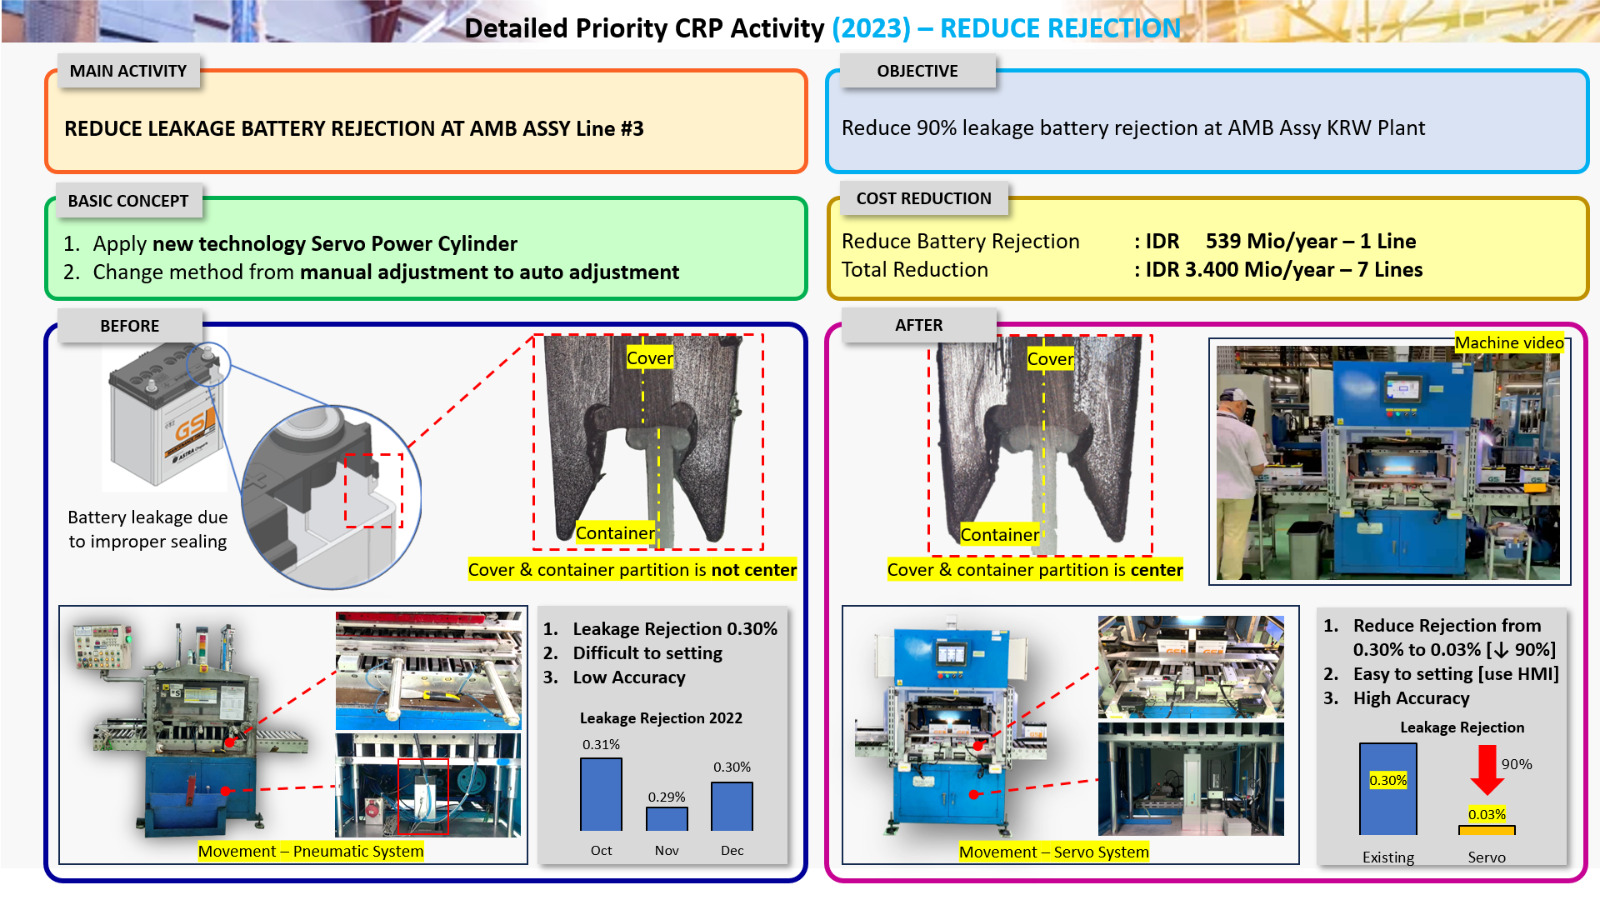 Detailed Priority CRP Activity (2023) – REDUCE REJECTION
MAIN ACTIVITY
REDUCE LEAKAGE BATTERY REJECTION AT AMB ASSY Line #3
OBJECTIVE
Reduce 90% leakage battery rejection at AMB Assy KRW Plant
BASIC CONCEPT
1. Apply new technology Servo Power Cylinder
2. Change method from manual adjustment to auto adjustment
COST REDUCTION
Reduce Battery Rejection : IDR 539 Mio/year – 1 Line
Total Reduction : IDR 3.400 Mio/year – 7 Lines
BEFORE
GS
ASTRA
Battery leakage due
to improper sealing
Cover
Container
Cover & container partition is not center
Movement – Pneumatic System
1. Leakage Rejection 0.30%
2. Difficult to setting
3. Low Accuracy
Leakage Rejection 2022
0.31%
0.29%
0.30%
Oct Nov Dec
AFTER
Cover
Container
Cover & container partition is center
Machine video
Movement – Servo System
1. Reduce Rejection from
0.30% to 0.03% [↓ 90%]
2. Easy to setting [use HMI]
3. High Accuracy
Leakage Rejection
0.30%
90%
0.03%
Existing Servo